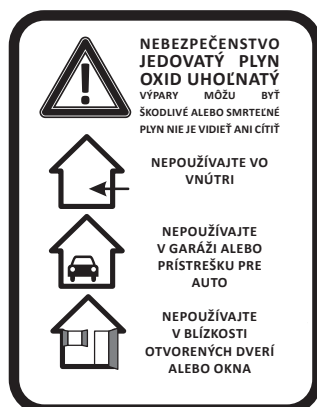 NEBEZPEČENSTVO
JEDOVATÝ PLYN
OXID UHOĽNATÝ
VÝPARY MÔŽU BYŤ
ŠKODLIVÉ ALEBO SMRTEĽNÉ
PLYN NIE JE VIDIEŤ ANI CÍTIŤ
NEPOUŽÍVAJTE VO
VNÚTRI
NEPOUŽÍVAJTE
V GARÁŽI ALEBO
PRÍSTREŠKU PRE
AUTO
NEPOUŽÍVAJTE
V BLÍZKOSTI
OTVORENÝCH DVERÍ
ALEBO OKNA